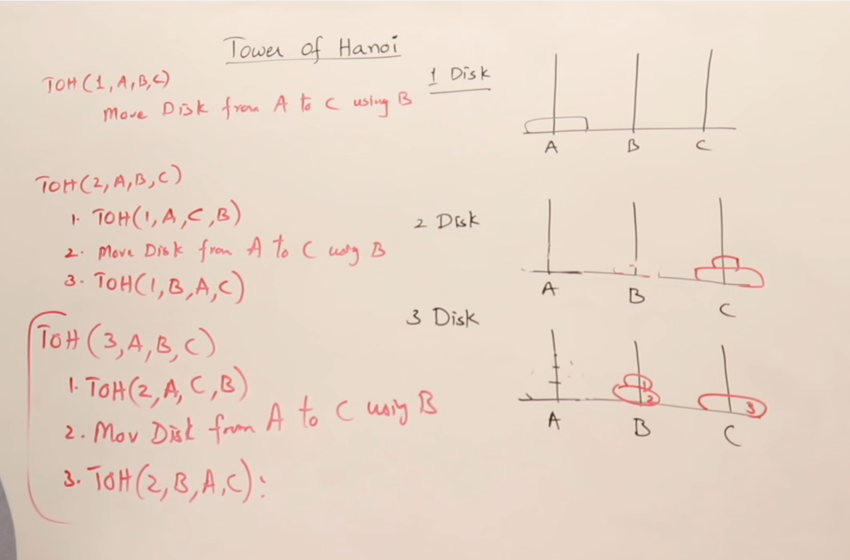 Tower of Hanoi
TOH(1,A,B,C)
Move Disk from A to C using B
1 Disk
A B C
TOH(2,A,B,C)
1. TOH(1,A,C,B)
2. Move Disk from A to C using B
3. TOH(1,B,A,C)
2 Disk
A B C
TOH(3,A,B,C)
1. TOH(2,A,C,B)
2. Mov Disk from A to C using B
3. TOH(2,B,A,C):
3 Disk
1
2 3
A B C